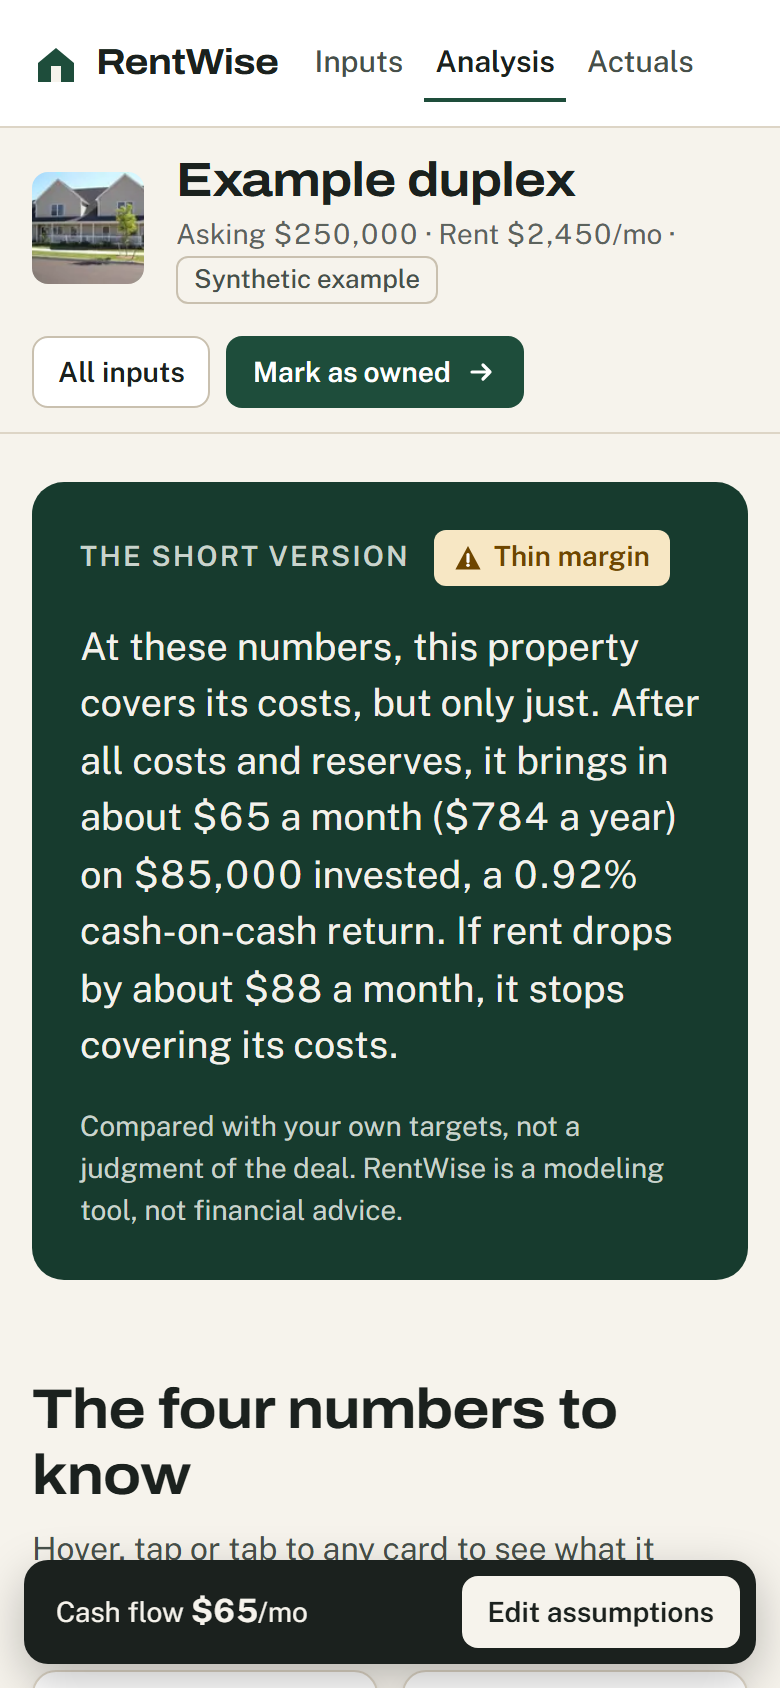 RentWise Inputs Analysis Actuals
Example duplex
Asking $250,000 · Rent $2,450/mo ·
Synthetic example
All inputs Mark as owned →
THE SHORT VERSION Thin margin
At these numbers, this property
covers its costs, but only just. After
all costs and reserves, it brings in
about $65 a month ($784 a year)
on $85,000 invested, a 0.92%
cash-on-cash return. If rent drops
by about $88 a month, it stops
covering its costs.
Compared with your own targets, not a
judgment of the deal. RentWise is a modeling
tool, not financial advice.
The four numbers to
know
Hover, tap or tab to any card to see what it
Cash flow $65/mo Edit assumptions